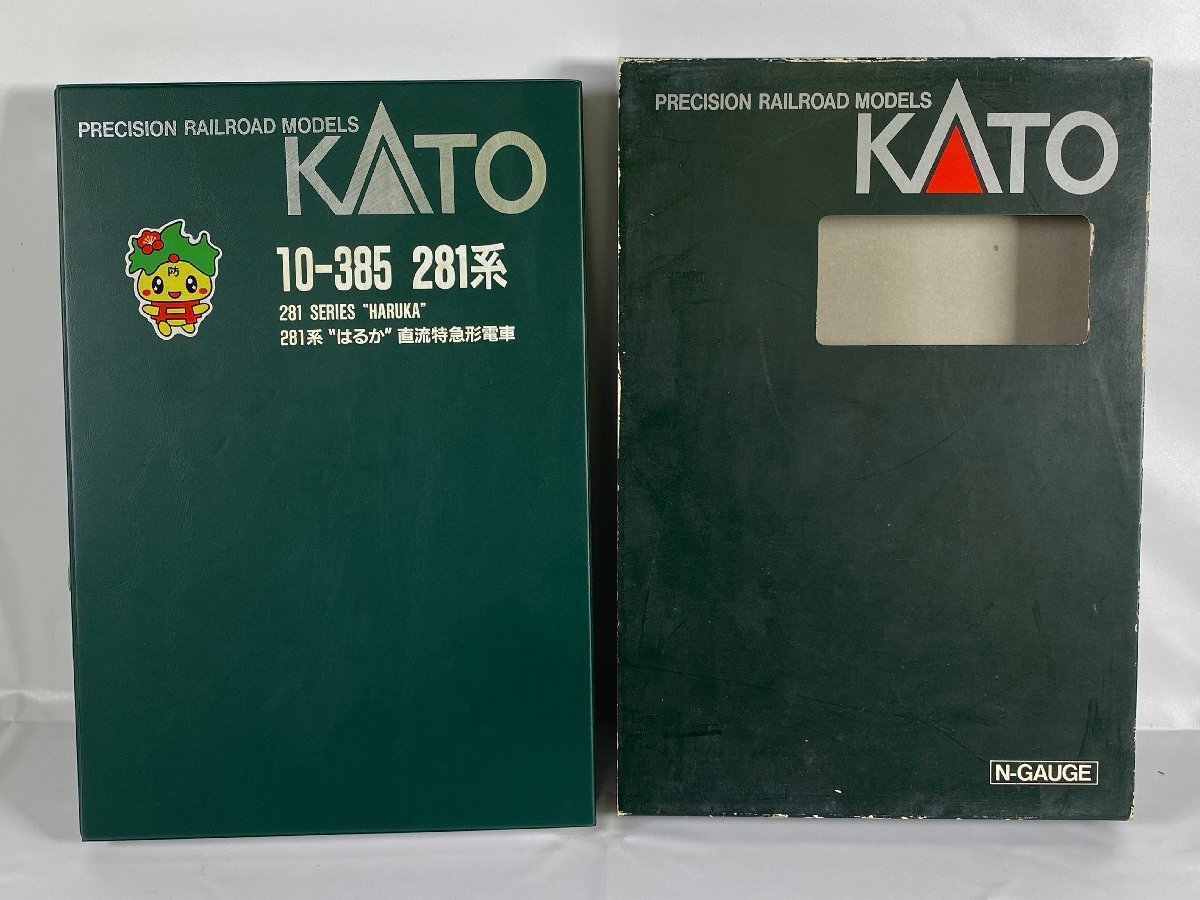 PRECISION RAILROAD MODELS
KATO
防
10-385 281系
281 SERIES "HARUKA"
281系 "はるか" 直流特急形電車
PRECISION RAILROAD MODELS
KATO
N-GAUGE